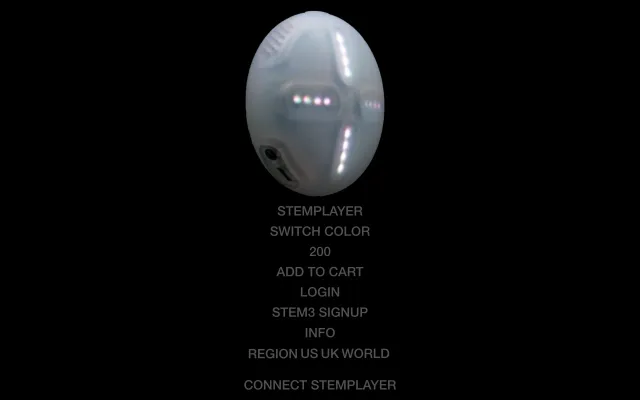 STEMPLAYER
SWITCH COLOR
200
ADD TO CART
LOGIN
STEM3 SIGNUP
INFO
REGION US UK WORLD
CONNECT STEMPLAYER